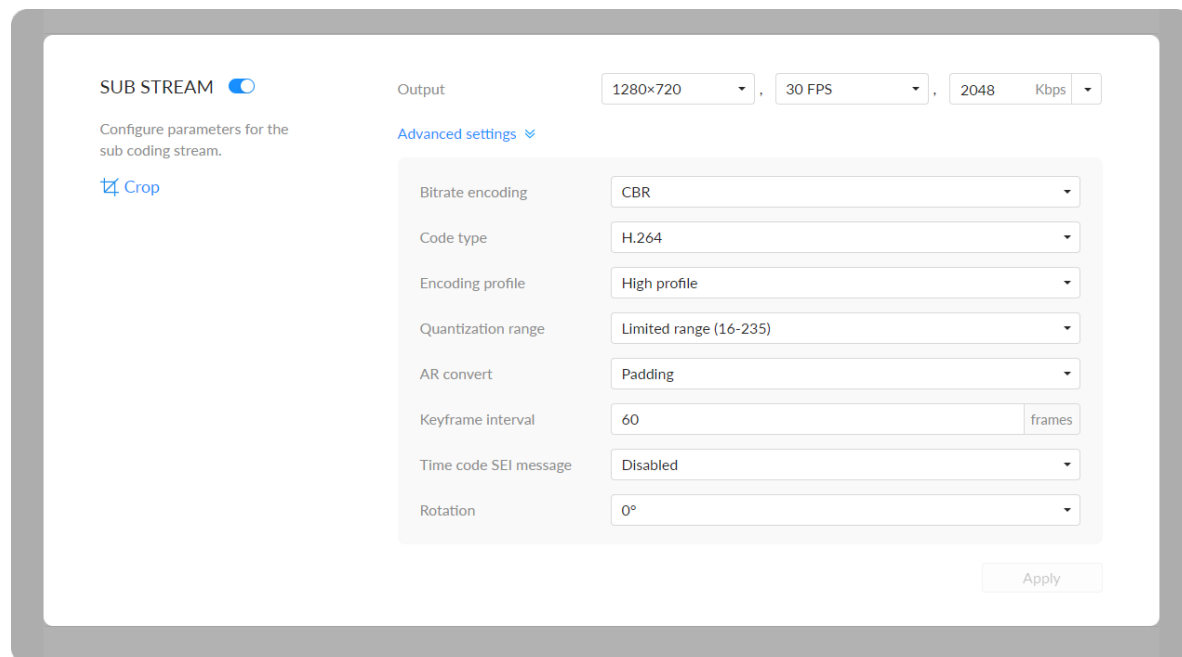 SUB STREAM
Configure parameters for the
sub coding stream.
Crop
Output 1280×720 , 30 FPS , 2048 Kbps
Advanced settings
Bitrate encoding CBR
Code type H.264
Encoding profile High profile
Quantization range Limited range (16-235)
AR convert Padding
Keyframe interval 60 frames
Time code SEI message Disabled
Rotation 0°
Apply